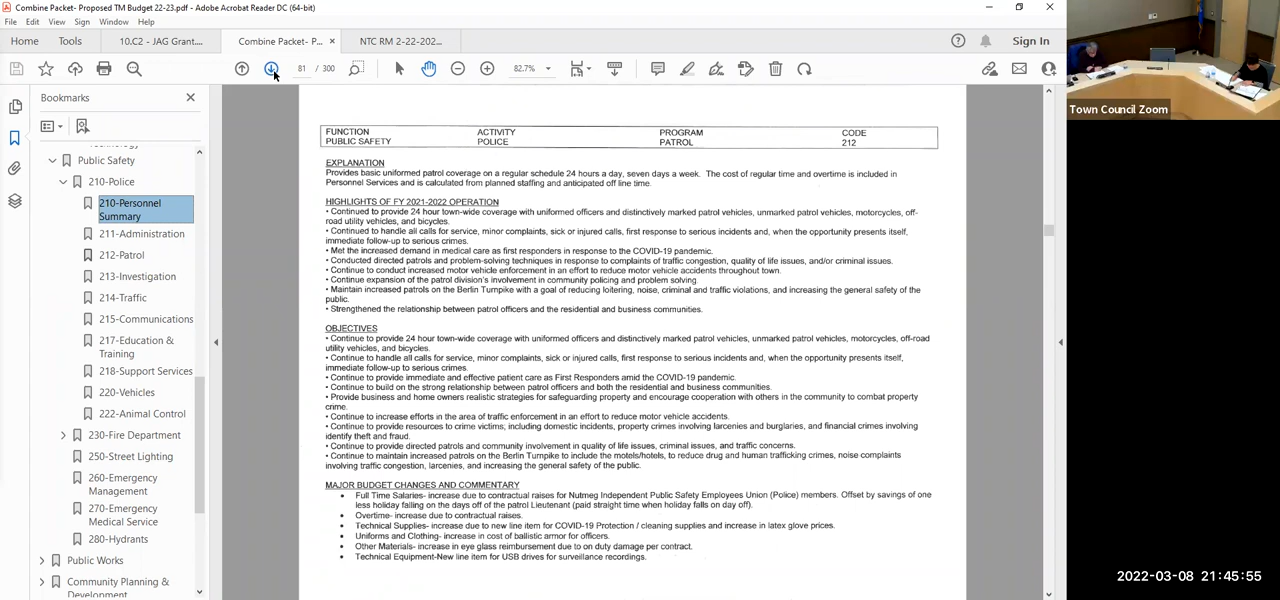 Combine Packet- Proposed TM Budget 22-23.pdf - Adobe Acrobat Reader DC (64-bit)
File Edit View Sign Window Help
Home Tools 10.C2 - JAG Grant.... Combine Packet- P... × NTC RM 2-22-202... Sign In
81 / 300 82.7%
Bookmarks
Public Safety
210-Police
210-Personnel
Summary
211-Administration
212-Patrol
213-Investigation
214-Traffic
215-Communications
217-Education &
Training
218-Support Services
220-Vehicles
222-Animal Control
230-Fire Department
250-Street Lighting
260-Emergency
Management
270-Emergency
Medical Service
280-Hydrants
Public Works
Community Planning &
Development
FUNCTION ACTIVITY PROGRAM CODE
PUBLIC SAFETY POLICE PATROL 212
EXPLANATION
Provides basic uniformed patrol coverage on a regular schedule 24 hours a day, seven days a week. The cost of regular time and overtime is included in
Personnel Services and is calculated from planned staffing and anticipated off line time.
HIGHLIGHTS OF FY 2021-2022 OPERATION
• Continued to provide 24 hour town-wide coverage with uniformed officers and distinctively marked patrol vehicles, unmarked patrol vehicles, motorcycles, off-
road utility vehicles, and bicycles.
• Continued to handle all calls for service, minor complaints, sick or injured calls, first response to serious incidents and, when the opportunity presents itself,
immediate follow-up to serious crimes.
• Met the increased demand in medical care as first responders in response to the COVID-19 pandemic.
• Conducted directed patrols and problem-solving techniques in response to complaints of traffic congestion, quality of life issues, and/or criminal issues.
• Continue to conduct increased motor vehicle enforcement in an effort to reduce motor vehicle accidents throughout town.
• Continue expansion of the patrol division's involvement in community policing and problem solving
• Maintain increased patrols on the Berlin Turnpike with a goal of reducing loitering, noise, criminal and traffic violations, and increasing the general safety of the
public.
• Strengthened the relationship between patrol officers and the residential and business communities.
OBJECTIVES
• Continue to provide 24 hour town-wide coverage with uniformed officers and distinctively marked patrol vehicles, unmarked patrol vehicles, motorcycles, off-road
utility vehicles, and bicycles.
• Continue to handle all calls for service, minor complaints, sick or injured calls, first response to serious incidents and, when the opportunity presents itself,
immediate follow-up to serious crimes.
• Continue to provide immediate and effective patient care as First Responders amid the COVID-19 pandemic.
• Continue to build on the strong relationship between patrol officers and both the residential and business communities.
• Provide business and home owners realistic strategies for safeguarding property and encourage cooperation with others in the community to combat property
crime.
• Continue to increase efforts in the area of traffic enforcement in an effort to reduce motor vehicle accidents.
• Continue to provide resources to crime victims; including domestic incidents, property crimes involving larcenies and burglaries, and financial crimes involving
identify theft and fraud.
• Continue to provide directed patrols and community involvement in quality of life issues, criminal issues, and traffic concerns.
• Continue to maintain increased patrols on the Berlin Turnpike to include the motels/hotels, to reduce drug and human trafficking crimes, noise complaints
involving traffic congestion, larcenies, and increasing the general safety of the public.
MAJOR BUDGET CHANGES AND COMMENTARY
• Full Time Salaries- increase due to contractual raises for Nutmeg Independent Public Safety Employees Union (Police) members. Offset by savings of one
less holiday falling on the days off of the patrol Lieutenant (paid straight time when holiday falls on day off).
• Overtime- increase due to contractual raises.
• Technical Supplies- increase due to new line item for COVID-19 Protection / cleaning supplies and increase in latex glove prices.
• Uniforms and Clothing- increase in cost of ballistic armor for officers.
• Other Materials- increase in eye glass reimbursement due to on duty damage per contract.
• Technical Equipment-New line item for USB drives for surveillance recordings.
Town Council Zoom
2022-03-08 21:45:55